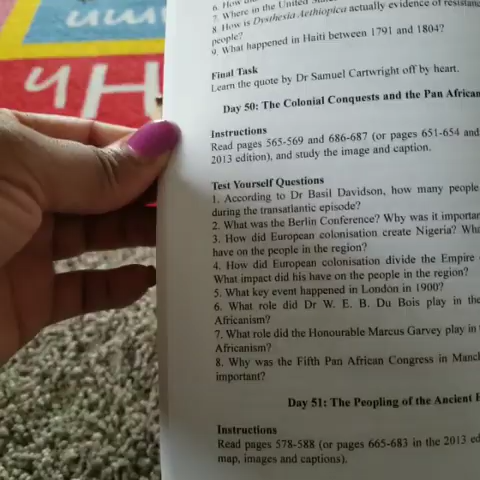 6. How
7. Where in the United
8. How is Dysthesia Aethiopica actually evidence of resistanc
people?
9. What happened in Haiti between 1791 and 1804?
Final Task
Learn the quote by Dr Samuel Cartwright off by heart.
Day 50: The Colonial Conquests and the Pan African
Instructions
Read pages 565-569 and 686-687 (or pages 651-654 and
2013 edition), and study the image and caption.
Test Yourself Questions
1. According to Dr Basil Davidson, how many people
during the transatlantic episode?
2. What was the Berlin Conference? Why was it importan
3. How did European colonisation create Nigeria? Wha
have on the people in the region?
4. How did European colonisation divide the Empire
What impact did his have on the people in the region?
5. What key event happened in London in 1900?
6. What role did Dr W. E. B. Du Bois play in the
Africanism?
7. What role did the Honourable Marcus Garvey play in
Africanism?
8. Why was the Fifth Pan African Congress in Manch
important?
Day 51: The Peopling of the Ancient E
Instructions
Read pages 578-588 (or pages 665-683 in the 2013 ed
map, images and captions).